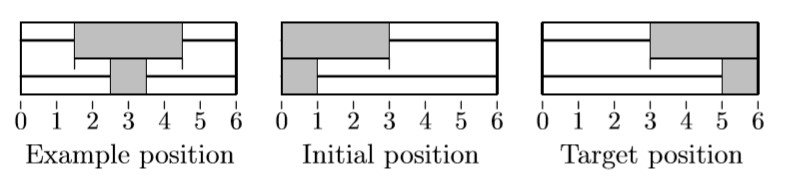 0 1 2 3 4 5 6 0 1 2 3 4 5 6 0 1 2 3 4 5 6
Example position Initial position Target position